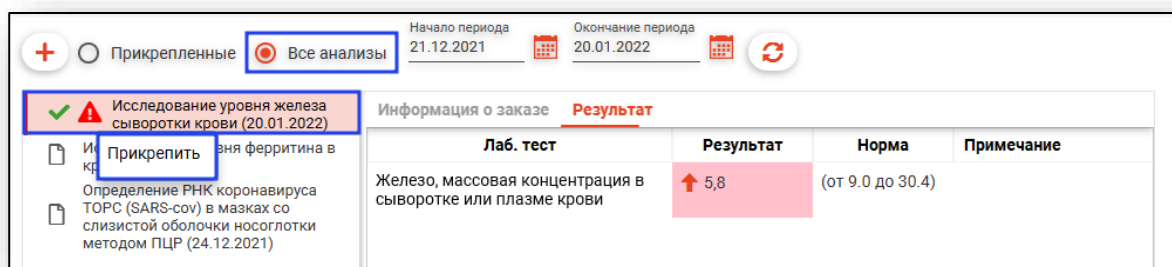 Начало периода
Окончание периода
Прикрепленные
Все анализы
21.12.2021
20.01.2022
Исследование уровня железа
сыворотки крови (20.01.2022)
Прикрепить
вня ферритина в
Определение РНК коронавируса
ТОРС (SARS-cov) в мазках со
слизистой оболочки носоглотки
методом ПЦР (24.12.2021)
Информация о заказе
Результат
Лаб. тест
Результат
Норма
Примечание
Железо, массовая концентрация в
сыворотке или плазме крови
5,8
(от 9.0 до 30.4)